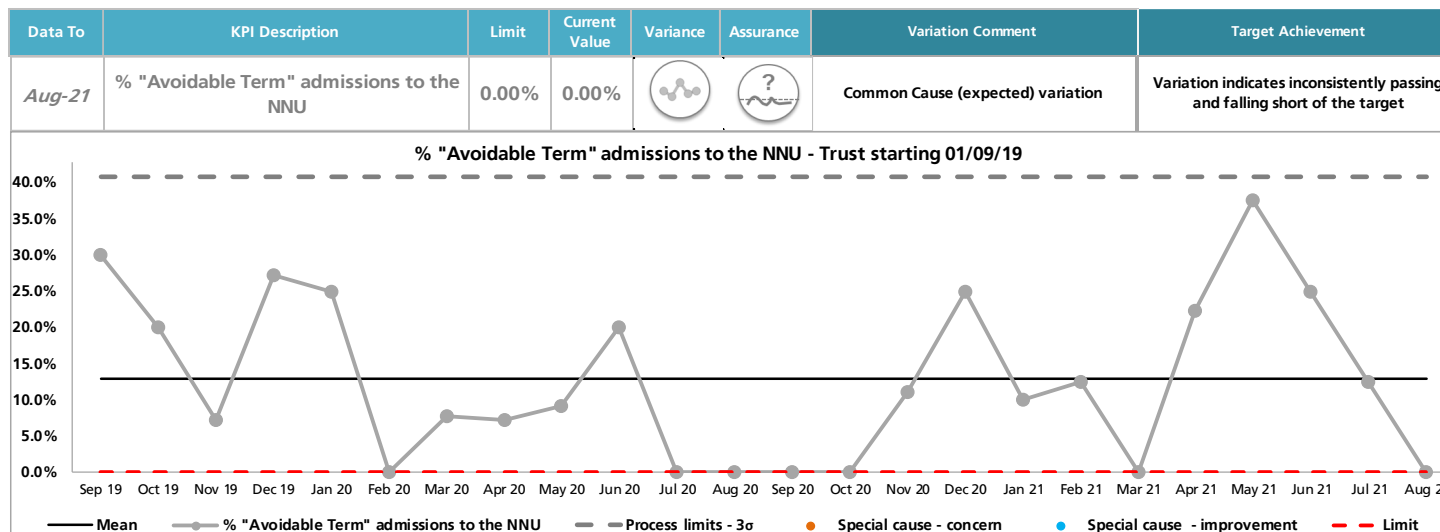 Data To KPI Description Limit Current Value Variance Assurance Variation Comment Target Achievement
Aug-21 % "Avoidable Term" admissions to the NNU 0.00% 0.00% ? Common Cause (expected) variation Variation indicates inconsistently passing and falling short of the target
% "Avoidable Term" admissions to the NNU - Trust starting 01/09/19
40.0%
35.0%
30.0%
25.0%
20.0%
15.0%
10.0%
5.0%
0.0%
Sep 19 Oct 19 Nov 19 Dec 19 Jan 20 Feb 20 Mar 20 Apr 20 May 20 Jun 20 Jul 20 Aug 20 Sep 20 Oct 20 Nov 20 Dec 20 Jan 21 Feb 21 Mar 21 Apr 21 May 21 Jun 21 Jul 21 Aug 2
Mean % "Avoidable Term" admissions to the NNU Process limits - 3σ Special cause - concern Special cause - improvement Limit